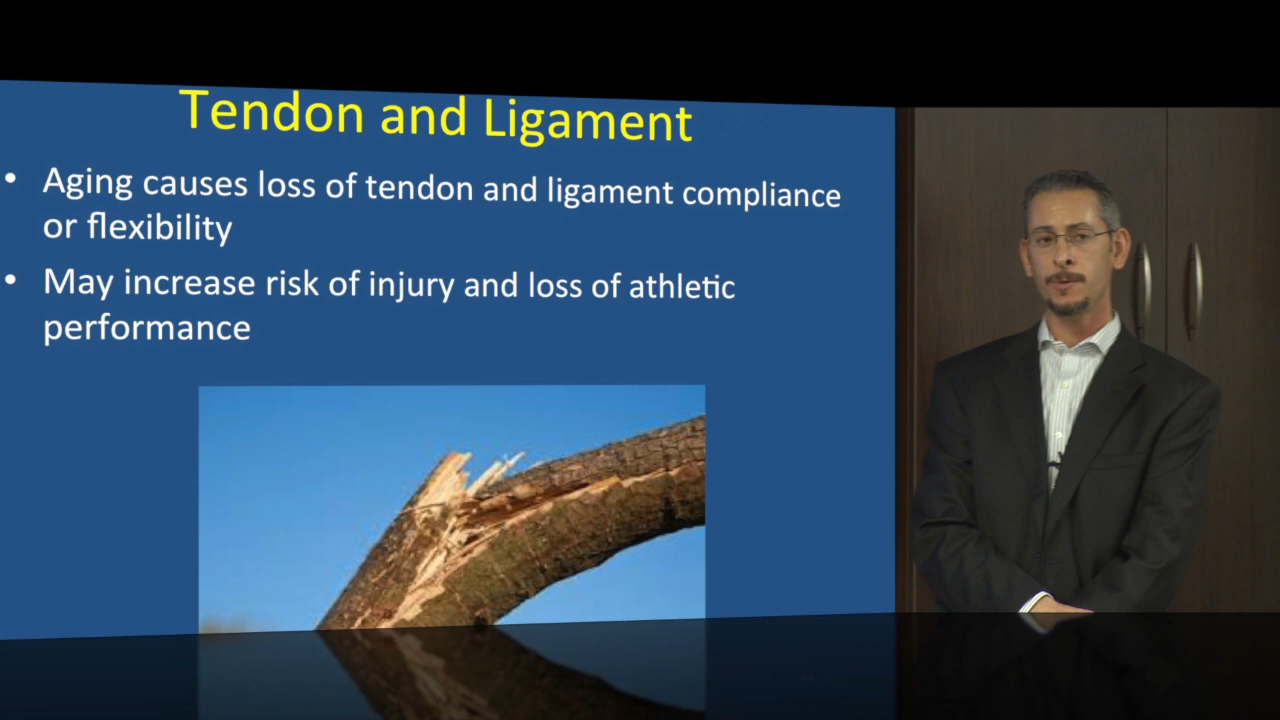 Tendon and Ligament
• Aging causes loss of tendon and ligament compliance
or flexibility
• May increase risk of injury and loss of athletic
performance